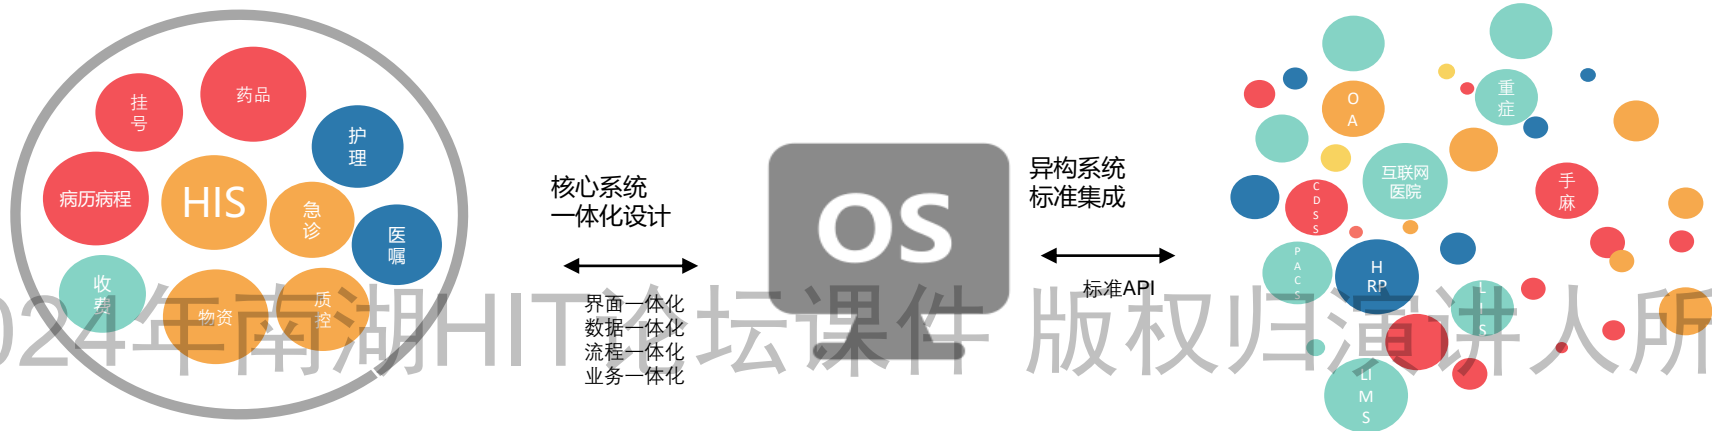 挂
号
药品
护
理
病历病程
HIS
急
诊
医
嘱
收
费
物资
质
控
核心系统
一体化设计
界面一体化
数据一体化
流程一体化
业务一体化
OS
异构系统
标准集成
标准API
O
A
重
症
互联网
医院
C
D
S
S
手
麻
P
A
C
S
H
RP
L
I
S
LI
M
S
024年南湖HIT论坛课件 版权归演讲人所